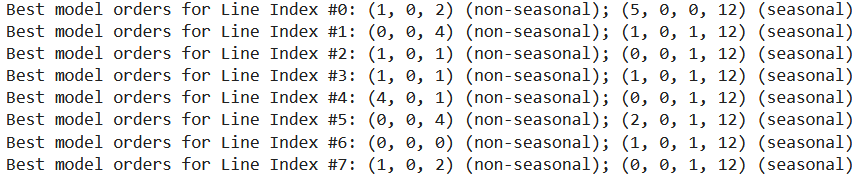 Best model orders for Line Index #0: (1, 0, 2) (non-seasonal); (5, 0, 0, 12) (seasonal)
Best model orders for Line Index #1: (0, 0, 4) (non-seasonal); (1, 0, 1, 12) (seasonal)
Best model orders for Line Index #2: (1, 0, 1) (non-seasonal); (0, 0, 1, 12) (seasonal)
Best model orders for Line Index #3: (1, 0, 1) (non-seasonal); (1, 0, 1, 12) (seasonal)
Best model orders for Line Index #4: (4, 0, 1) (non-seasonal); (0, 0, 1, 12) (seasonal)
Best model orders for Line Index #5: (0, 0, 4) (non-seasonal); (2, 0, 1, 12) (seasonal)
Best model orders for Line Index #6: (0, 0, 0) (non-seasonal); (1, 0, 1, 12) (seasonal)
Best model orders for Line Index #7: (1, 0, 2) (non-seasonal); (0, 0, 1, 12) (seasonal)